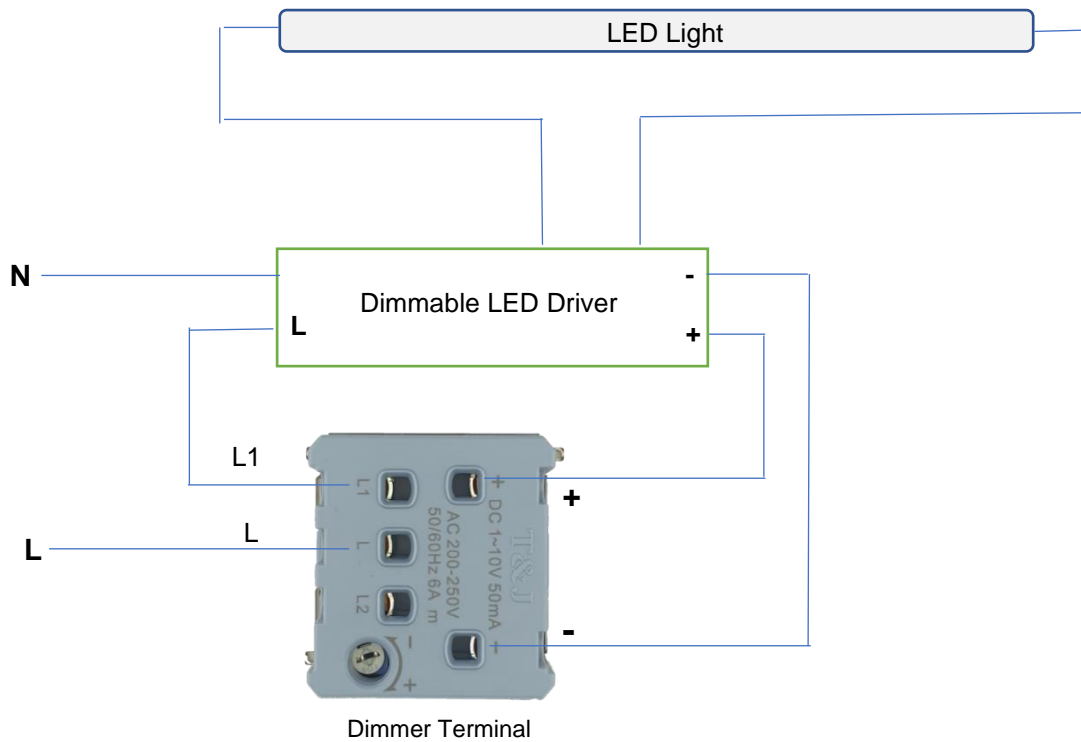 LED Light
N
Dimmable LED Driver
-
L
+
L1
L1
+
+
DC 1~10V 50mA
AC 200-250V
50/60Hz 6A m
T&J
L
L
L
L2
-
-
-
+
Dimmer Terminal